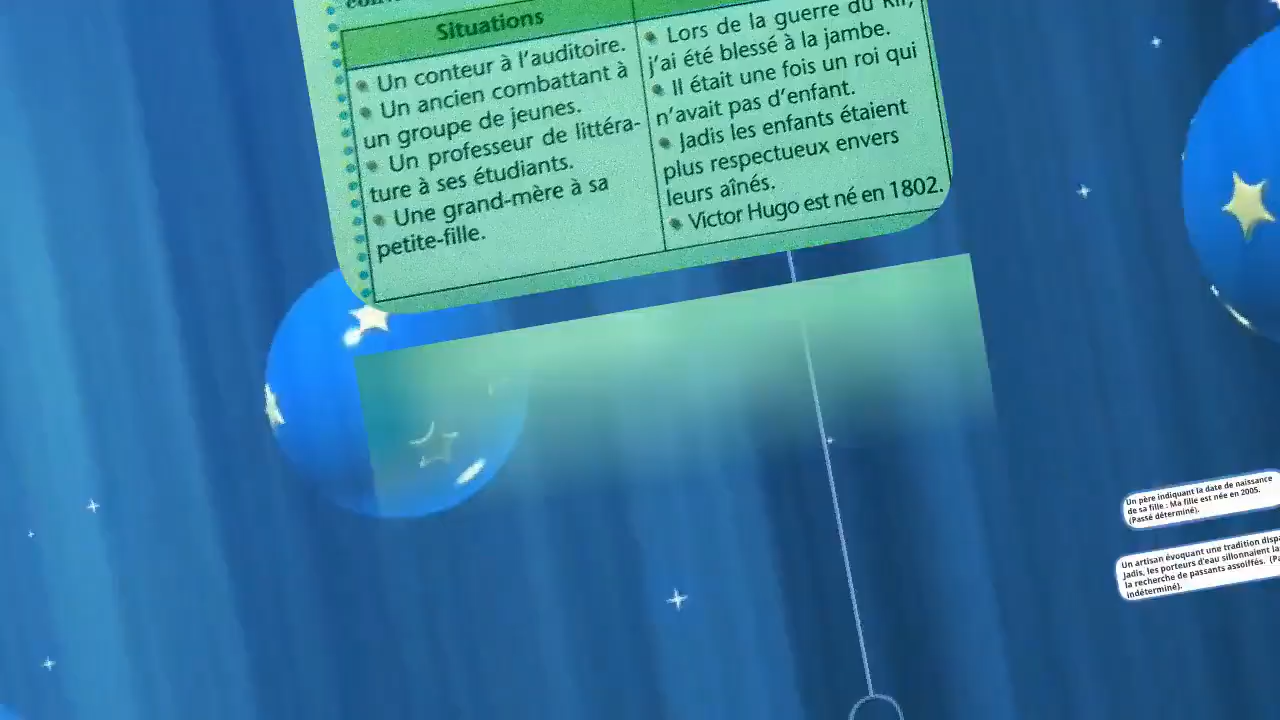 Situations
• Un conteur à l’auditoire.
• Un ancien combattant à
un groupe de jeunes.
• Un professeur de littéra-
ture à ses étudiants.
• Une grand-mère à sa
petite-fille.
• Lors de la guerre du Rif,
j’ai été blessé à la jambe.
• Il était une fois un roi qui
n’avait pas d’enfant.
• Jadis les enfants étaient
plus respectueux envers
leurs aînés.
• Victor Hugo est né en 1802.
Un père indiquant la date de naissance
de sa fille : Ma fille est née en 2005.
(Passé déterminé).
Un artisan évoquant une tradition
Jadis, les porteurs d'eau sillonnaient
la recherche de passants assoiffés.
indéterminé).